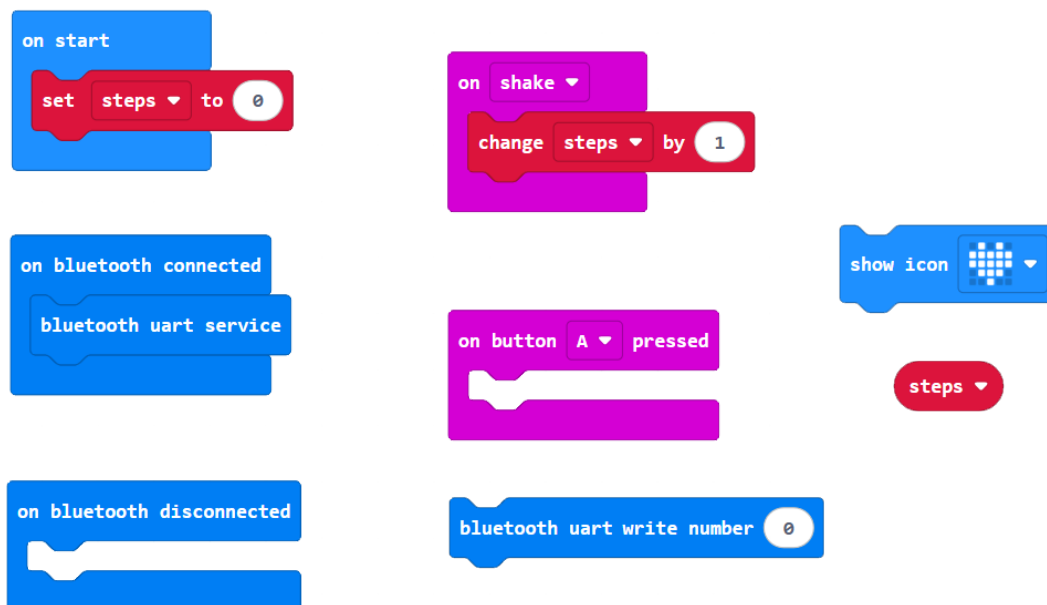 on start
set steps to 0
on shake
change steps by 1
on bluetooth connected
bluetooth uart service
show icon
on button A pressed
steps
on bluetooth disconnected
bluetooth uart write number 0